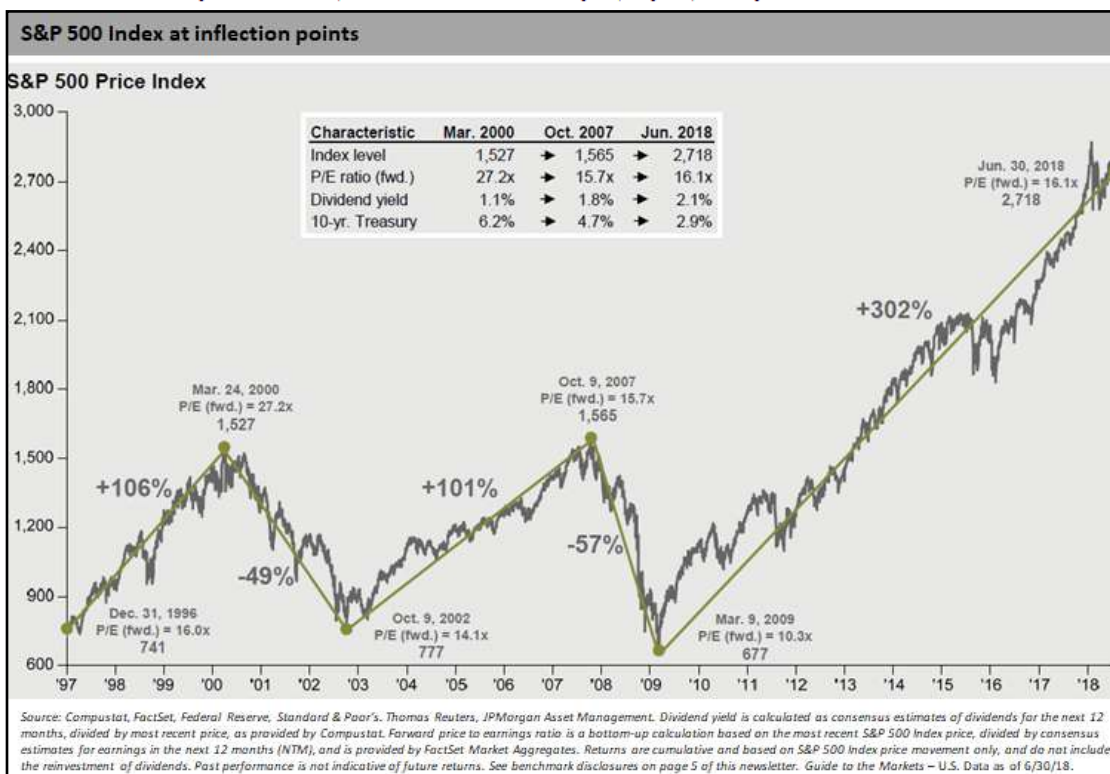 S&P 500 Index at inflection points
S&P 500 Price Index
3,000
2,700
2,400
2,100
1,800
1,500
1,200
900
600
Characteristic Mar. 2000 Oct. 2007 Jun. 2018
Index level 1,527 → 1,565 → 2,718
P/E ratio (fwd.) 27.2x → 15.7x → 16.1x
Dividend yield 1.1% → 1.8% → 2.1%
10-yr. Treasury 6.2% → 4.7% → 2.9%
Jun. 30, 2018
P/E (fwd.) = 16.1x
2,718
+302%
Mar. 24, 2000
P/E (fwd.) = 27.2x
1,527
Oct. 9, 2007
P/E (fwd.) = 15.7x
1,565
+106%
-49%
+101%
-57%
Dec. 31, 1996
P/E (fwd.) = 16.0x
741
Oct. 9, 2002
P/E (fwd.) = 14.1x
777
Mar. 9, 2009
P/E (fwd.) = 10.3x
677
'97 '98 '99 '00 '01 '02 '03 '04 '05 '06 '07 '08 '09 '10 '11 '12 '13 '14 '15 '16 '17 '18
Source: Compustat, FactSet, Federal Reserve, Standard & Poor's. Thomas Reuters, JPMorgan Asset Management. Dividend yield is calculated as consensus estimates of dividends for the next 12
months, divided by most recent price, as provided by Compustat. Forward price to earnings ratio is a bottom-up calculation based on the most recent S&P 500 Index price, divided by consensus
estimates for earnings in the next 12 months (NTM), and is provided by FactSet Market Aggregates. Returns are cumulative and based on S&P 500 Index price movement only, and do not include
the reinvestment of dividends. Past performance is not indicative of future returns. See benchmark disclosures on page 5 of this newsletter. Guide to the Markets – U.S. Data as of 6/30/18.